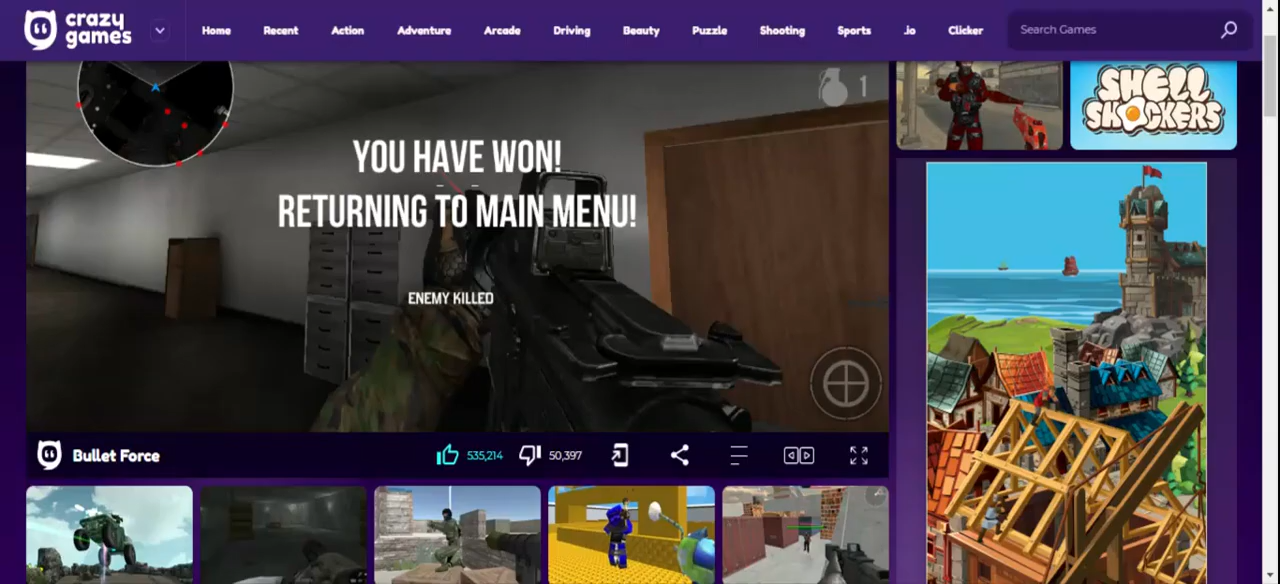 crazy games
Home Recent Action Adventure Arcade Driving Beauty Puzzle Shooting Sports .io Clicker
Search Games
1
YOU HAVE WON!
RETURNING TO MAIN MENU!
ENEMY KILLED
SHELL SHOCKERS
Bullet Force
535,214 50,397